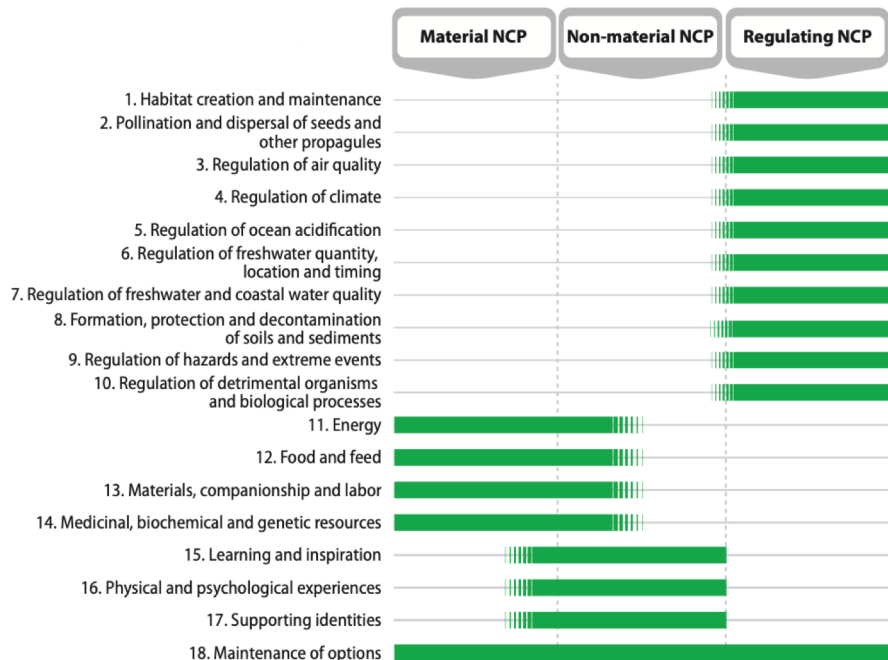 Material NCP
Non-material NCP
Regulating NCP
1. Habitat creation and maintenance
2. Pollination and dispersal of seeds and
other propagules
3. Regulation of air quality
4. Regulation of climate
5. Regulation of ocean acidification
6. Regulation of freshwater quantity,
location and timing
7. Regulation of freshwater and coastal water quality
8. Formation, protection and decontamination
of soils and sediments
9. Regulation of hazards and extreme events
10. Regulation of detrimental organisms
and biological processes
11. Energy
12. Food and feed
13. Materials, companionship and labor
14. Medicinal, biochemical and genetic resources
15. Learning and inspiration
16. Physical and psychological experiences
17. Supporting identities
18. Maintenance of options